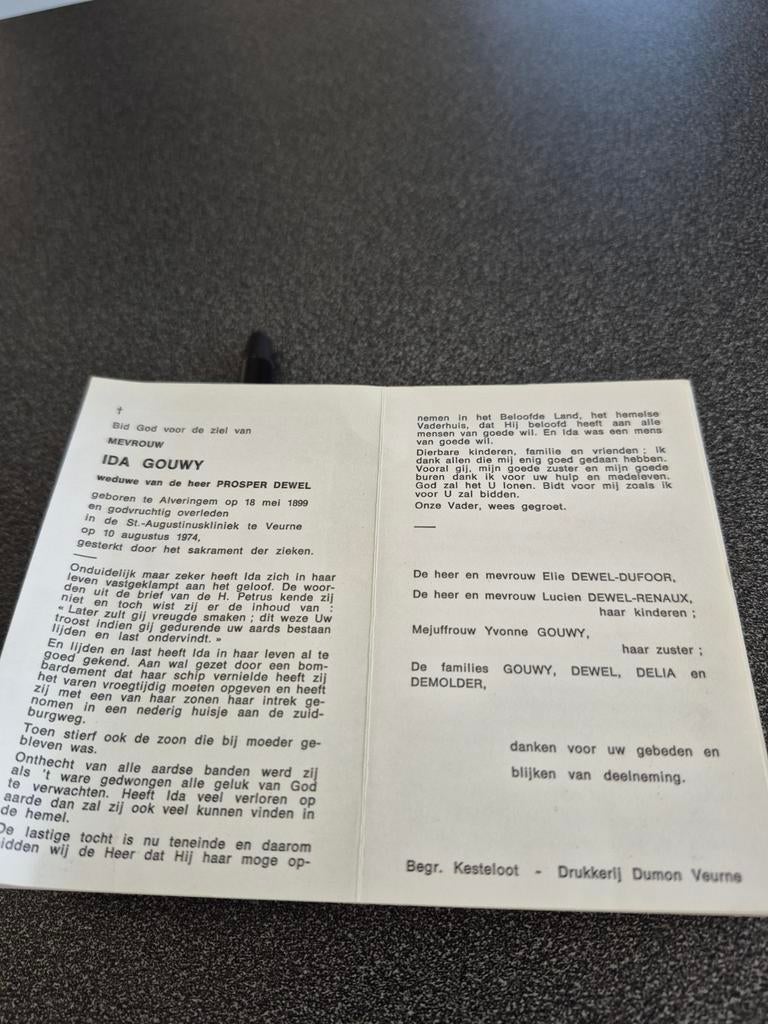 †
Bid God voor de ziel van
MEVROUW
IDA GOUWY
weduwe van de heer PROSPER DEWEL
geboren te Alveringem op 18 mei 1899
en godvruchtig overleden
in de St.-Augustinuskliniek te Veurne
op 10 augustus 1974,
gesterkt door het sakrament der zieken.
Onduidelijk maar zeker heeft Ida zich in haar
leven vastgeklampt aan het geloof. De woor-
den uit de brief van de H. Petrus kende zij
niet en toch wist zij er de inhoud van :
« Later zult gij vreugde smaken ; dit weze Uw
troost indien gij gedurende uw aards bestaan
lijden en last ondervindt. »
En lijden en last heeft Ida in haar leven al te
goed gekend. Aan wal gezet door een bom-
bardement dat haar schip vernielde heeft zij
het varen vroegtijdig moeten opgeven en heeft
zij met een van haar zonen haar intrek ge-
nomen in een nederig huisje aan de zuid-
burgweg.
Toen stierf ook de zoon die bij moeder ge-
bleven was.
Onthecht van alle aardse banden werd zij
als 't ware gedwongen alle geluk van God
te verwachten. Heeft Ida veel verloren op
aarde dan zal zij ook veel kunnen vinden in
de hemel.
De lastige tocht is nu teneinde en daarom
bidden wij de Heer dat Hij haar moge op-
nemen in het Beloofde Land, het hemelse
Vaderhuis, dat Hij beloofd heeft aan alle
mensen van goede wil. En Ida was een mens
van goede wil.
Dierbare kinderen, familie en vrienden ; Ik
dank allen die mij enig goed gedaan hebben.
Vooral gij, mijn goede zuster en mijn goede
buren dank ik voor uw hulp en medeleven.
God zal het U lonen. Bidt voor mij zoals ik
voor U zal bidden.
Onze Vader, wees gegroet.
De heer en mevrouw Elie DEWEL-DUFOOR,
De heer en mevrouw Lucien DEWEL-RENAUX,
haar kinderen ;
Mejuffrouw Yvonne GOUWY,
haar zuster ;
De families GOUWY, DEWEL, DELIA en
DEMOLDER,
danken voor uw gebeden en
blijken van deelneming.
Begr. Kesteloot - Drukkerij Dumon Veurne